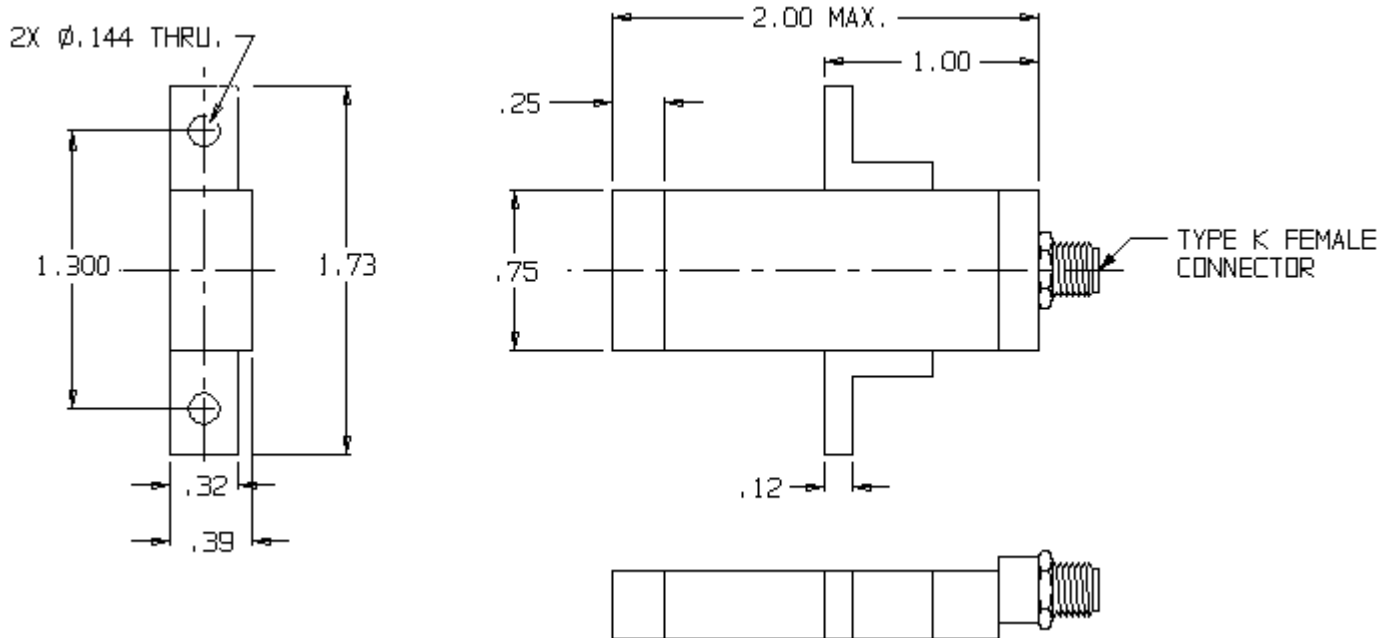 2X Ø.144 THRU.
2.00 MAX.
1.00
.25
1.300
1.73
.75
TYPE K FEMALE
CONNECTOR
.32
.12
.39